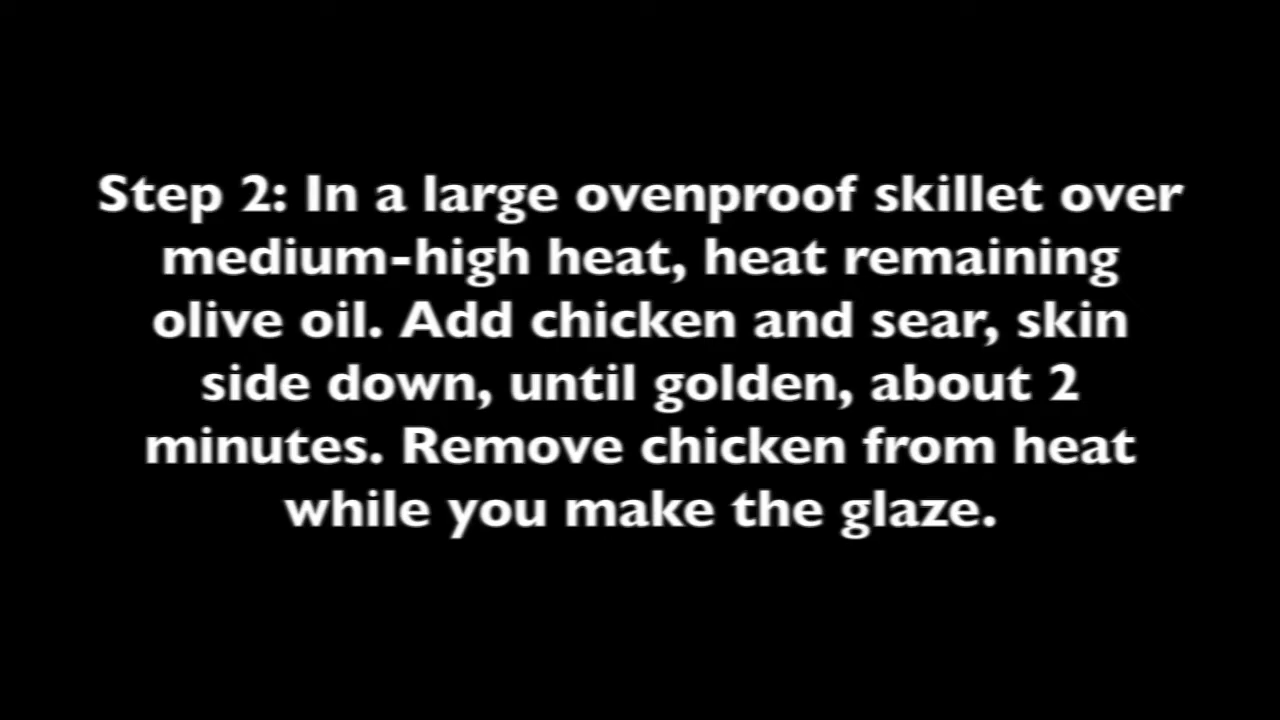 Step 2: In a large ovenproof skillet over
medium-high heat, heat remaining
olive oil. Add chicken and sear, skin
side down, until golden, about 2
minutes. Remove chicken from heat
while you make the glaze.